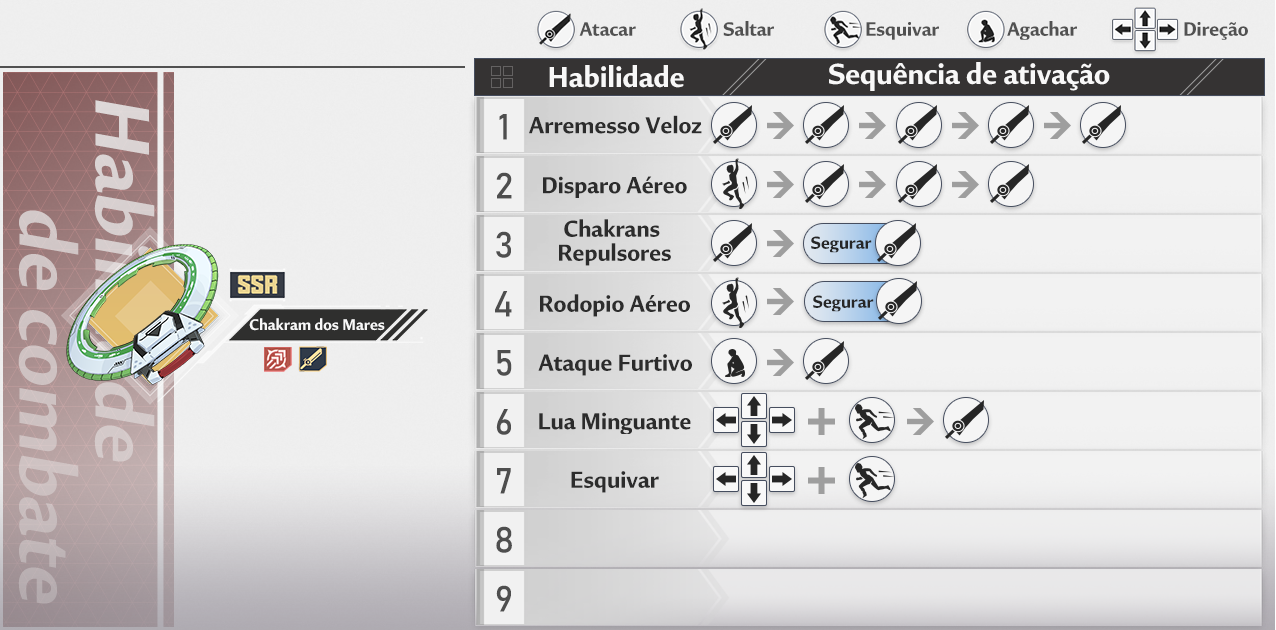 Atacar
Saltar
Esquivar
Agachar
Direção
Habilidade
Sequência de ativação
1 Arremesso Veloz
2 Disparo Aéreo
3 Chakrans
Repulsores
Segurar
4 Rodopio Aéreo
Segurar
5 Ataque Furtivo
6 Lua Minguante
7 Esquivar
8
9
Habilidade
de combate
SSR
Chakram dos Mares